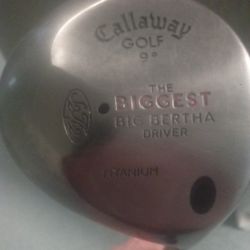 Callaway
GOLF
9°
THE
BIGGEST
BIG BERTHA
DRIVER
TITANIUM